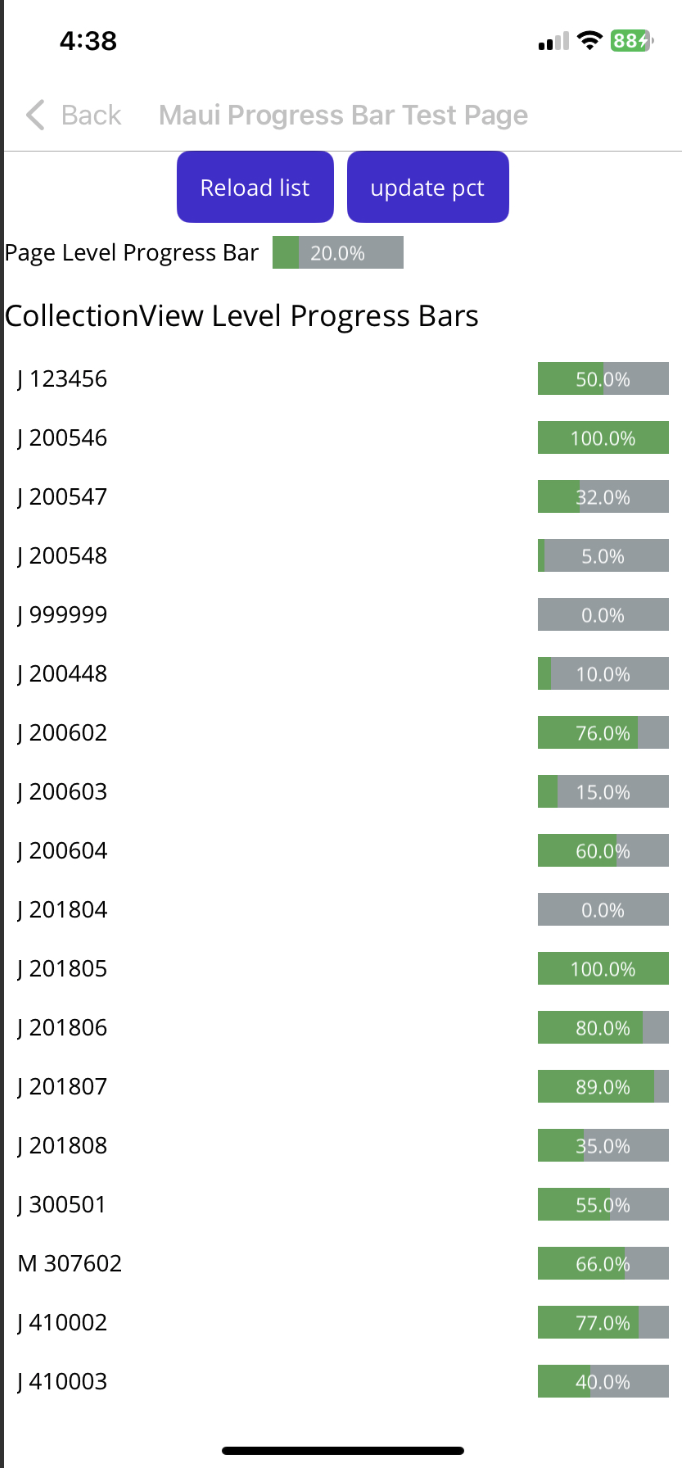 4:38 88
Back Maui Progress Bar Test Page
Reload list update pct
Page Level Progress Bar 20.0%
CollectionView Level Progress Bars
J 123456 50.0%
J 200546 100.0%
J 200547 32.0%
J 200548 5.0%
J 999999 0.0%
J 200448 10.0%
J 200602 76.0%
J 200603 15.0%
J 200604 60.0%
J 201804 0.0%
J 201805 100.0%
J 201806 80.0%
J 201807 89.0%
J 201808 35.0%
J 300501 55.0%
M 307602 66.0%
J 410002 77.0%
J 410003 40.0%